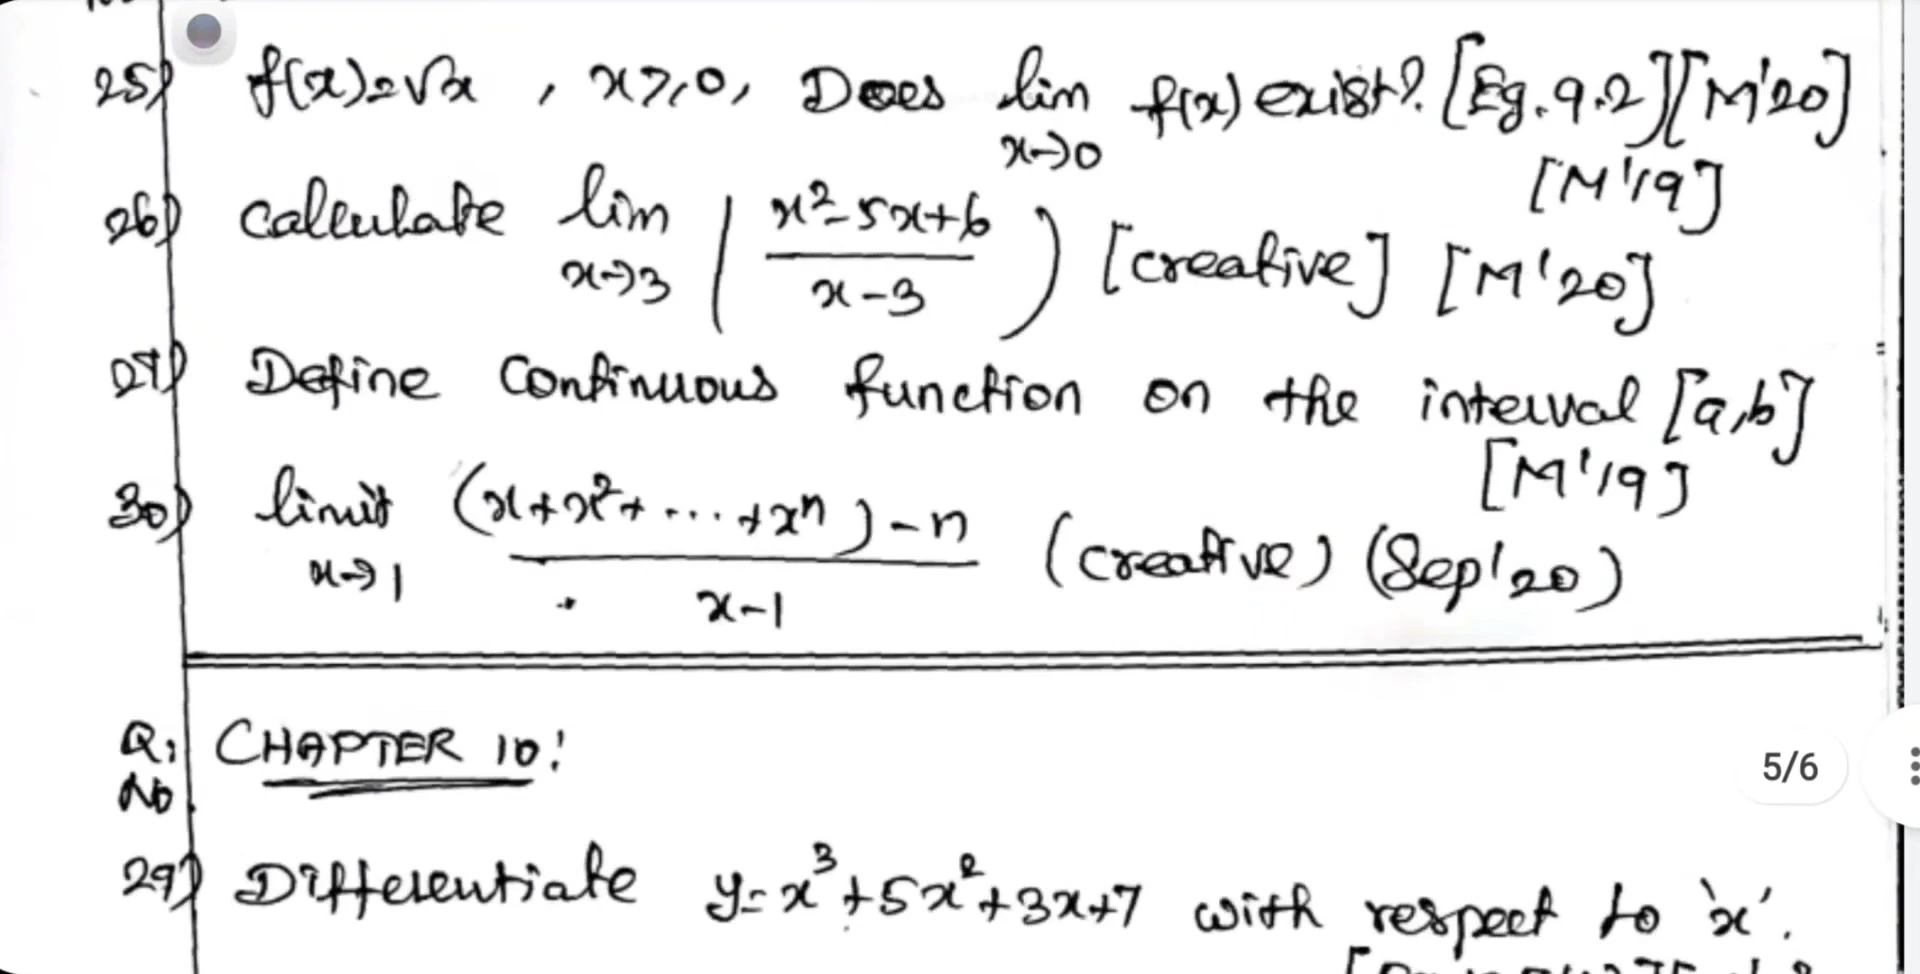 25) f(x)=√x , x≥0, Does lim x→0 f(x) exist? [Eg.9.2][M'20]
[M'19]
26) calculate lim x→3 ( x²-5x+6 / x-3 ) [creative] [M'20]
27) Define Continuous function on the interval [a,b]
[M'19]
30) limit x→1 (x+x²+...+xⁿ)-n / x-1 (creative) (Sep'20)
Q. No. CHAPTER 10:
5/6
29) Differentiate y=x³+5x²+3x+7 with respect to 'x'.